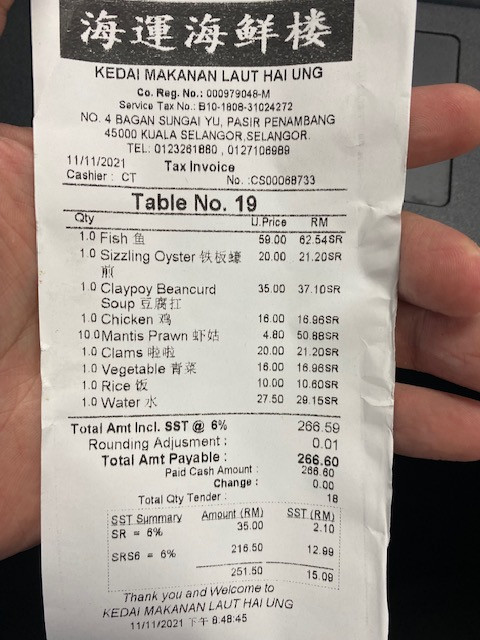 海運海鮮楼
KEDAI MAKANAN LAUT HAI UNG
Co. Reg. No.: 000979048-M
Service Tax No.: B10-1808-31024272
NO. 4 BAGAN SUNGAI YU, PASIR PENAMBANG
45000 KUALA SELANGOR,SELANGOR.
TEL: 0123261860 , 0127106989
11/11/2021 Tax Invoice
Cashier : CT No. :CS00068733
Table No. 19
Qty U.Price RM
1.0 Fish 鱼 59.00 62.54SR
1.0 Sizzling Oyster 铁板蠔 20.00 21.20SR
煎
1.0 Claypoy Beancurd 35.00 37.10SR
Soup 豆腐扛
1.0 Chicken 鸡 16.00 16.96SR
10.0 Mantis Prawn 虾姑 4.80 50.88SR
1.0 Clams 啦啦 20.00 21.20SR
1.0 Vegetable 青菜 16.00 16.96SR
1.0 Rice 饭 10.00 10.60SR
1.0 Water 水 27.50 29.15SR
Total Amt Incl. SST @ 6% 266.59
Rounding Adjusment : 0.01
Total Amt Payable : 266.60
Paid Cash Amount : 266.60
Change : 0.00
Total Qty Tender : 18
SST Summary Amount (RM) SST (RM)
SR = 6% 35.00 2.10
SRS6 = 6% 216.50 12.99
251.50 15.09
Thank you and Welcome to
KEDAI MAKANAN LAUT HAI UNG
11/11/2021 下午 8:48:45